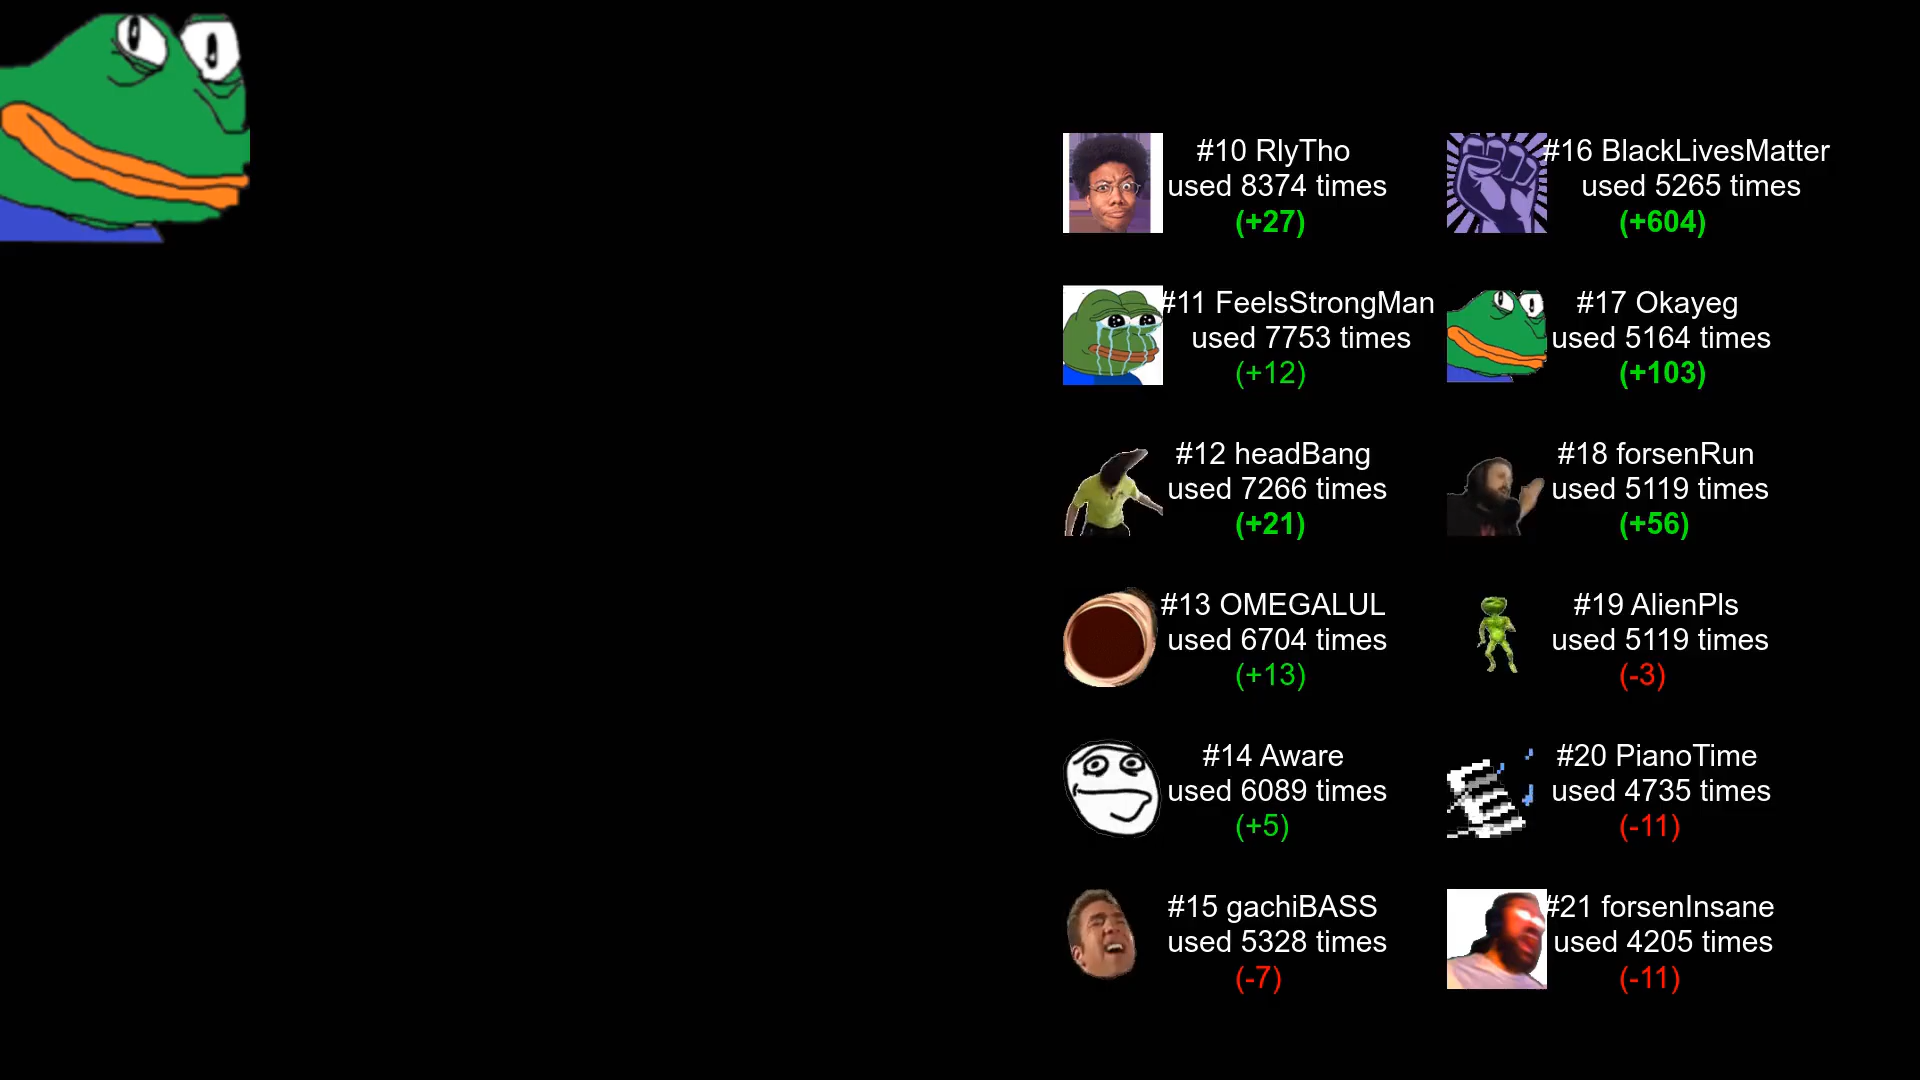 #10 RlyTho
used 8374 times
(+27)
#11 FeelsStrongMan
used 7753 times
(+12)
#12 headBang
used 7266 times
(+21)
#13 OMEGALUL
used 6704 times
(+13)
#14 Aware
used 6089 times
(+5)
#15 gachiBASS
used 5328 times
(-7)
#16 BlackLivesMatter
used 5265 times
(+604)
#17 Okayeg
used 5164 times
(+103)
#18 forsenRun
used 5119 times
(+56)
#19 AlienPls
used 5119 times
(-3)
#20 PianoTime
used 4735 times
(-11)
#21 forsenInsane
used 4205 times
(-11)